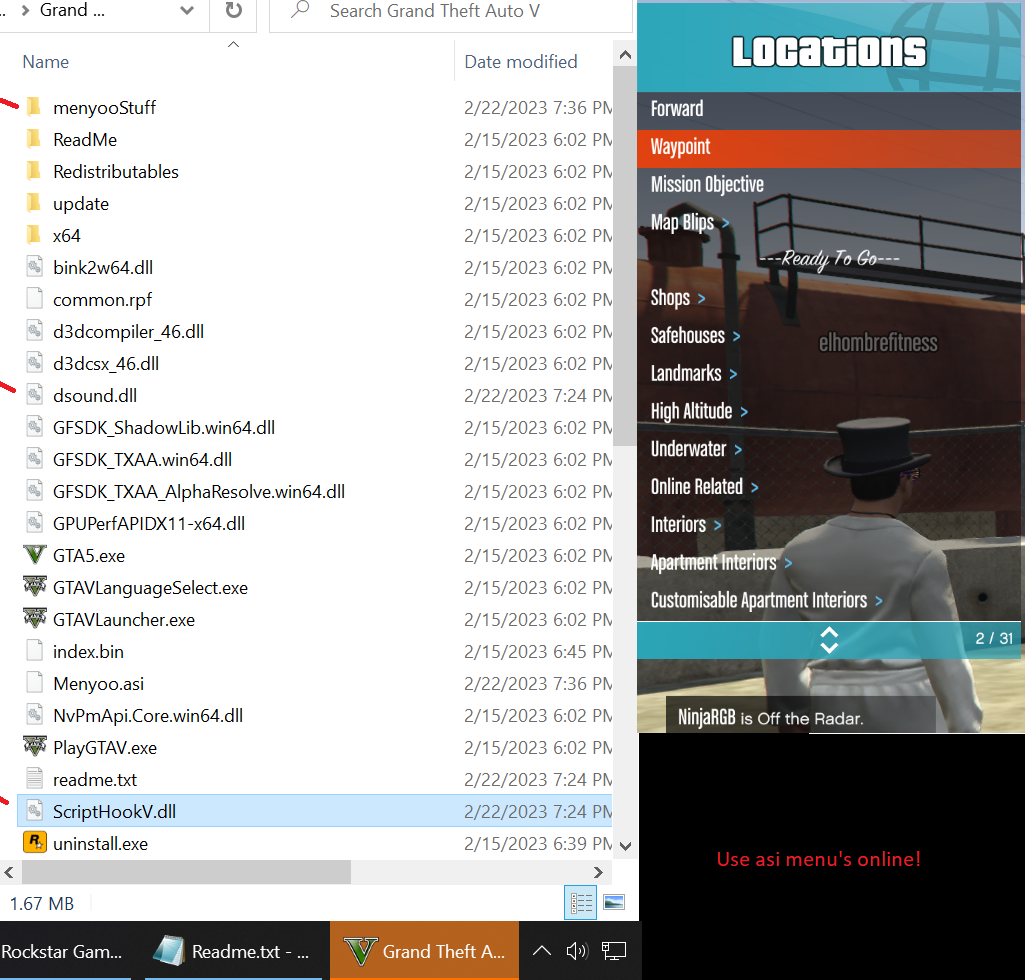 Grand ...
Search Grand Theft Auto V
Name
Date modified
menyooStuff 2/22/2023 7:36 PM
ReadMe 2/15/2023 6:02 PM
Redistributables 2/15/2023 6:02 PM
update 2/15/2023 6:02 PM
x64 2/15/2023 6:02 PM
bink2w64.dll 2/15/2023 6:02 PM
common.rpf 2/15/2023 6:02 PM
d3dcompiler_46.dll 2/15/2023 6:02 PM
d3dcsx_46.dll 2/15/2023 6:02 PM
dsound.dll 2/22/2023 7:24 PM
GFSDK_ShadowLib.win64.dll 2/15/2023 6:02 PM
GFSDK_TXAA.win64.dll 2/15/2023 6:02 PM
GFSDK_TXAA_AlphaResolve.win64.dll 2/15/2023 6:02 PM
GPUPerfAPIDX11-x64.dll 2/15/2023 6:02 PM
GTA5.exe 2/15/2023 6:02 PM
GTAVLanguageSelect.exe 2/15/2023 6:02 PM
GTAVLauncher.exe 2/15/2023 6:02 PM
index.bin 2/15/2023 6:45 PM
Menyoo.asi 2/22/2023 7:36 PM
NvPmApi.Core.win64.dll 2/15/2023 6:02 PM
PlayGTAV.exe 2/15/2023 6:02 PM
readme.txt 2/22/2023 7:24 PM
ScriptHookV.dll 2/22/2023 7:24 PM
uninstall.exe 2/15/2023 6:39 PM
1.67 MB
Rockstar Gam...
Readme.txt - ...
Grand Theft A...
Locations
Forward
Waypoint
Mission Objective
Map Blips >
---Ready To Go---
Shops >
Safehouses >
elhombrefitness
Landmarks >
High Altitude >
Underwater >
Online Related >
Interiors >
Apartment Interiors >
Customisable Apartment Interiors >
2 / 31
NinjaRGB is Off the Radar.
Use asi menu's online!